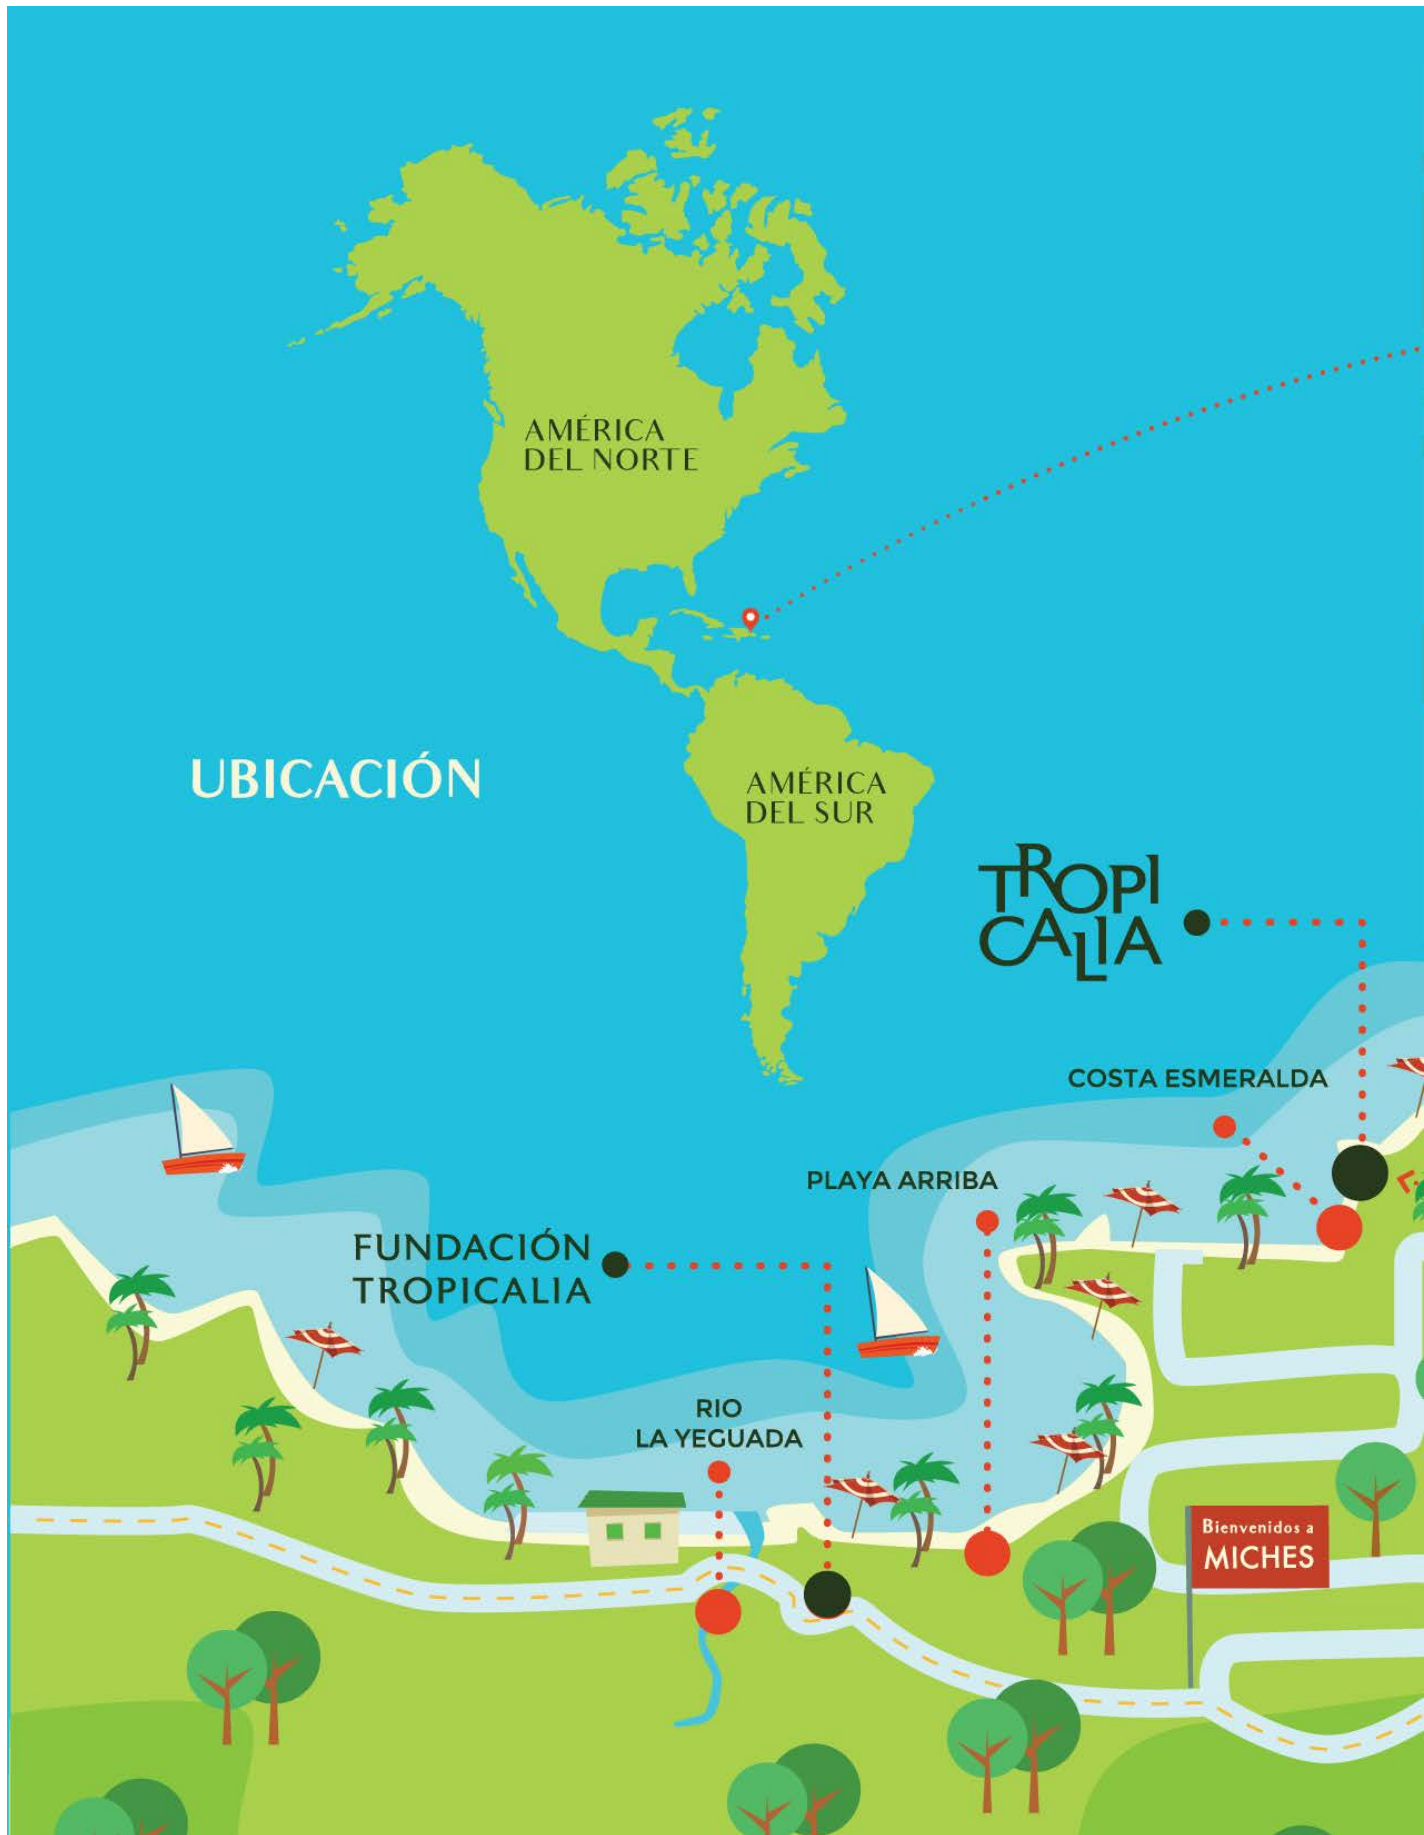 AMÉRICA
DEL NORTE
UBICACIÓN
AMÉRICA
DEL SUR
TROPI
CALIA
COSTA ESMERALDA
PLAYA ARRIBA
FUNDACIÓN
TROPICALIA
RIO
LA YEGUADA
Bienvenidos a
MICHES